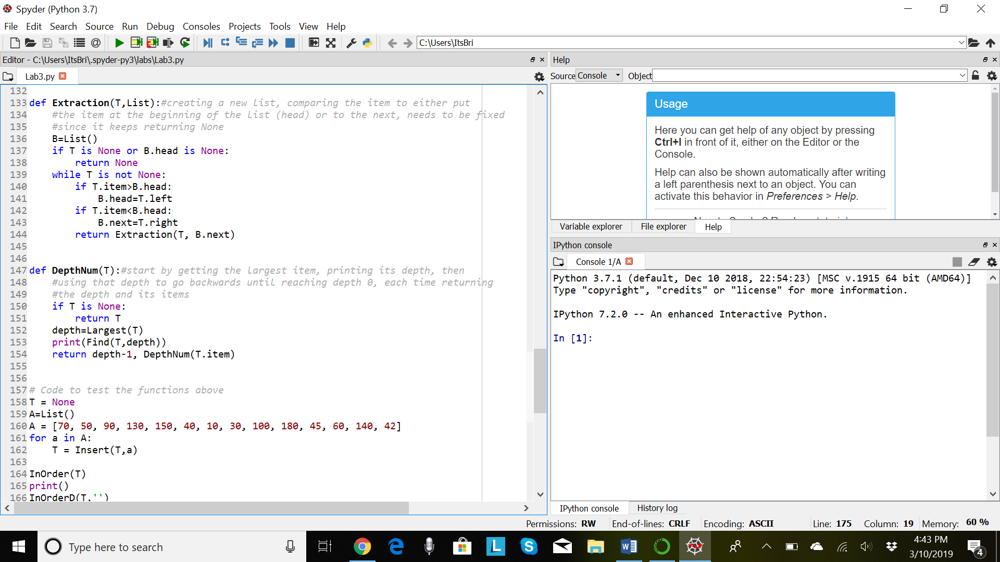 Spyder (Python 3.7)
File Edit Search Source Run Debug Consoles Projects Tools View Help
C:\Users\ItsBri
Editor - C:\Users\ItsBri\.spyder-py3\labs\Lab3.py
Lab3.py
132
133 def Extraction(T,List):#creating a new list, comparing the item to either put
134 #the item at the beginning of the list (head) or to the next, needs to be fixed
135 #since it keeps returning None
136 B=List()
137 if T is None or B.head is None:
138 return None
139 while T is not None:
140 if T.item>B.head:
141 B.head=T.left
142 if T.item<B.head:
143 B.next=T.right
144 return Extraction(T, B.next)
145
146
147 def DepthNum(T):#start by getting the largest item, printing its depth, then
148 #using that depth to go backwards until reaching depth 0, each time returning
149 #the depth and its items
150 if T is None:
151 return T
152 depth=Largest(T)
153 print(Find(T,depth))
154 return depth-1, DepthNum(T.item)
155
156
157 # Code to test the functions above
158 T = None
159 A=List()
160 A = [70, 50, 90, 130, 150, 40, 10, 30, 100, 180, 45, 60, 140, 42]
161 for a in A:
162 T = Insert(T,a)
163
164 InOrder(T)
165 print()
166 InOrderD(T,'')
Help
Source Console Object
Usage
Here you can get help of any object by pressing
Ctrl+I in front of it, either on the Editor or the
Console.
Help can also be shown automatically after writing
a left parenthesis next to an object. You can
activate this behavior in Preferences > Help.
Variable explorer File explorer Help
IPython console
Console 1/A
Python 3.7.1 (default, Dec 10 2018, 22:54:23) [MSC v.1915 64 bit (AMD64)]
Type "copyright", "credits" or "license" for more information.
IPython 7.2.0 -- An enhanced Interactive Python.
In [1]:
IPython console History log
Permissions: RW End-of-lines: CRLF Encoding: ASCII Line: 175 Column: 19 Memory: 60 %
Type here to search
4:43 PM
3/10/2019
4